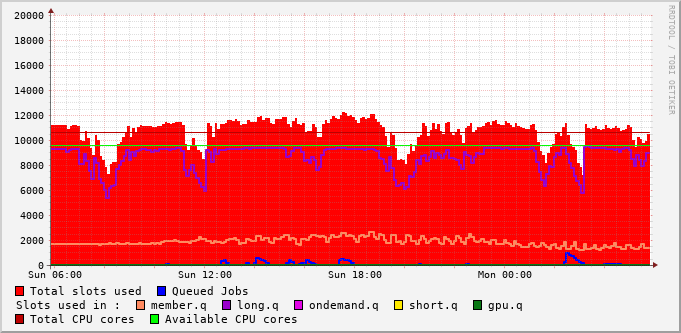 20000
18000
16000
14000
12000
10000
8000
6000
4000
2000
0
Sun 06:00 Sun 12:00 Sun 18:00 Mon 00:00
Total slots used Queued Jobs
Slots used in : member.q long.q ondemand.q short.q gpu.q
Total CPU cores Available CPU cores
RRDTOOL / TOBI OETIKER